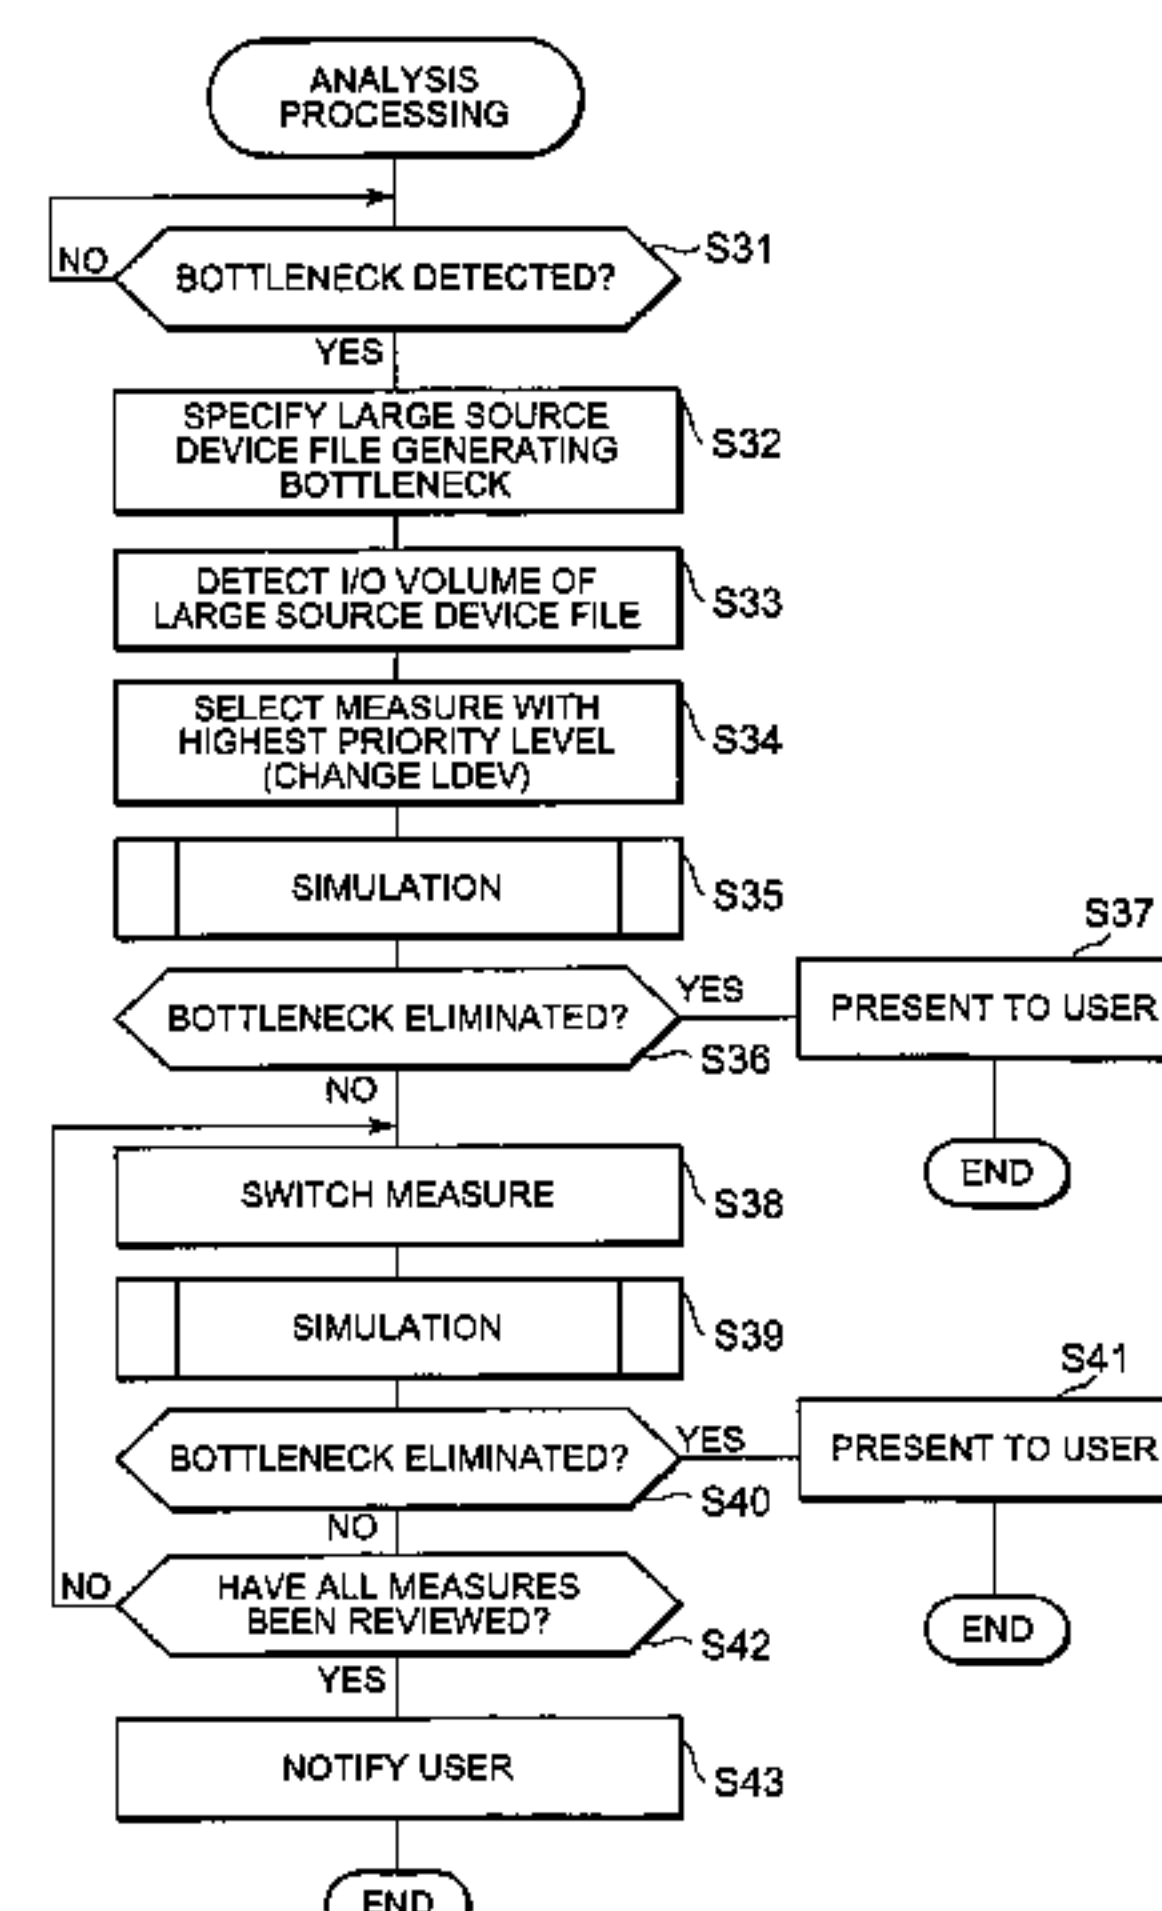 ANALYSIS
PROCESSING
NO
BOTTLENECK DETECTED?
S31
YES
SPECIFY LARGE SOURCE
DEVICE FILE GENERATING
BOTTLENECK
S32
DETECT I/O VOLUME OF
LARGE SOURCE DEVICE FILE
S33
SELECT MEASURE WITH
HIGHEST PRIORITY LEVEL
(CHANGE LDEV)
S34
SIMULATION
S35
BOTTLENECK ELIMINATED?
S36
YES
S37
PRESENT TO USER
END
NO
SWITCH MEASURE
S38
SIMULATION
S39
BOTTLENECK ELIMINATED?
S40
YES
S41
PRESENT TO USER
END
NO
HAVE ALL MEASURES
BEEN REVIEWED?
S42
NO
YES
NOTIFY USER
S43
END